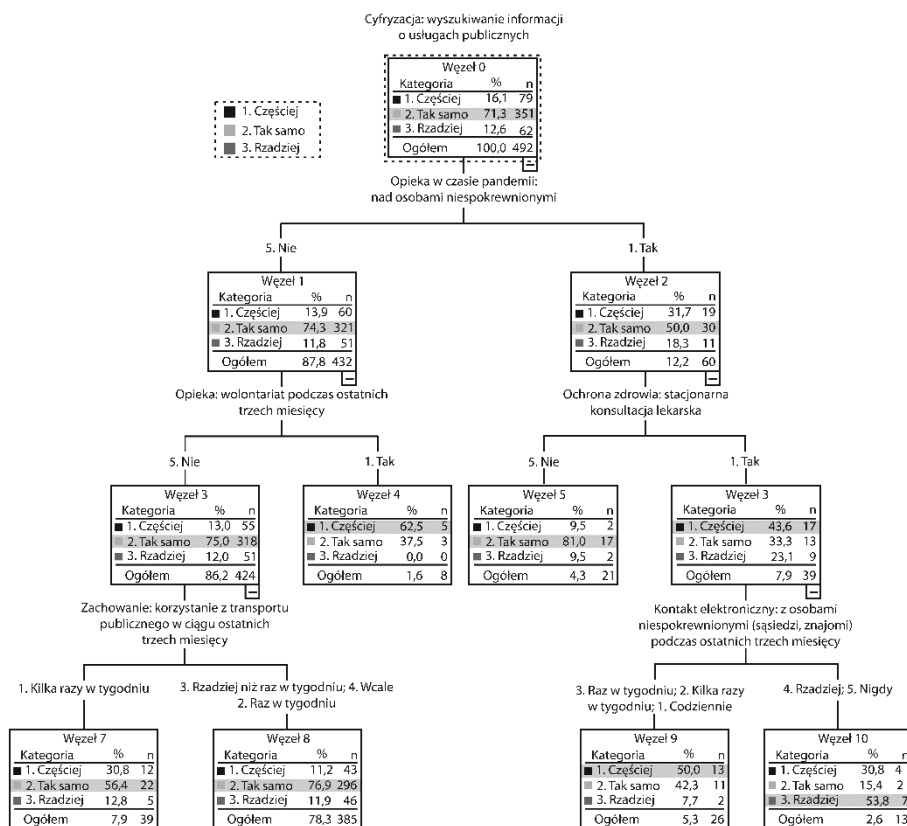 Cyfryzacja: wyszukiwanie informacji
o usługach publicznych
Węzeł 0
Kategoria % n
1. Częściej 16,1 79
2. Tak samo 71,3 351
3. Rzadziej 12,6 62
Ogółem 100,0 492
1. Częściej
2. Tak samo
3. Rzadziej
Opieka w czasie pandemii:
nad osobami niespokrewnionymi
5. Nie
1. Tak
Węzeł 1
Kategoria % n
1. Częściej 13,9 60
2. Tak samo 74,3 321
3. Rzadziej 11,8 51
Ogółem 87,8 432
Węzeł 2
Kategoria % n
1. Częściej 31,7 19
2. Tak samo 50,0 30
3. Rzadziej 18,3 11
Ogółem 12,2 60
Opieka: wolontariat podczas ostatnich
trzech miesięcy
Ochrona zdrowia: stacjonarna
konsultacja lekarska
5. Nie
1. Tak
5. Nie
1. Tak
Węzeł 3
Kategoria % n
1. Częściej 13,0 55
2. Tak samo 75,0 318
3. Rzadziej 12,0 51
Ogółem 86,2 424
Węzeł 4
Kategoria % n
1. Częściej 62,5 5
2. Tak samo 37,5 3
3. Rzadziej 0,0 0
Ogółem 1,6 8
Węzeł 5
Kategoria % n
1. Częściej 9,5 2
2. Tak samo 81,0 17
3. Rzadziej 9,5 2
Ogółem 4,3 21
Węzeł 3
Kategoria % n
1. Częściej 43,6 17
2. Tak samo 33,3 13
3. Rzadziej 23,1 9
Ogółem 7,9 39
Zachowanie: korzystanie z transportu
publicznego w ciągu ostatnich
trzech miesięcy
Kontakt elektroniczny: z osobami
niespokrewnionymi (sąsiedzi, znajomi)
podczas ostatnich trzech miesięcy
1. Kilka razy w tygodniu
3. Rzadziej niż raz w tygodniu; 4. Wcale
2. Raz w tygodniu
3. Raz w tygodniu; 2. Kilka razy
w tygodniu; 1. Codziennie
4. Rzadziej; 5. Nigdy
Węzeł 7
Kategoria % n
1. Częściej 30,8 12
2. Tak samo 56,4 22
3. Rzadziej 12,8 5
Ogółem 7,9 39
Węzeł 8
Kategoria % n
1. Częściej 11,2 43
2. Tak samo 76,9 296
3. Rzadziej 11,9 46
Ogółem 78,3 385
Węzeł 9
Kategoria % n
1. Częściej 50,0 13
2. Tak samo 42,3 11
3. Rzadziej 7,7 2
Ogółem 5,3 26
Węzeł 10
Kategoria % n
1. Częściej 30,8 4
2. Tak samo 15,4 2
3. Rzadziej 53,8 7
Ogółem 2,6 13